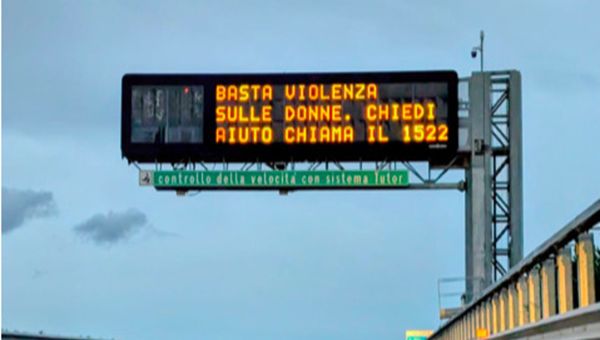 BASTA VIOLENZA
SULLE DONNE. CHIEDI
AIUTO CHIAMA IL 1522
controllo della velocità con sistema Tutor